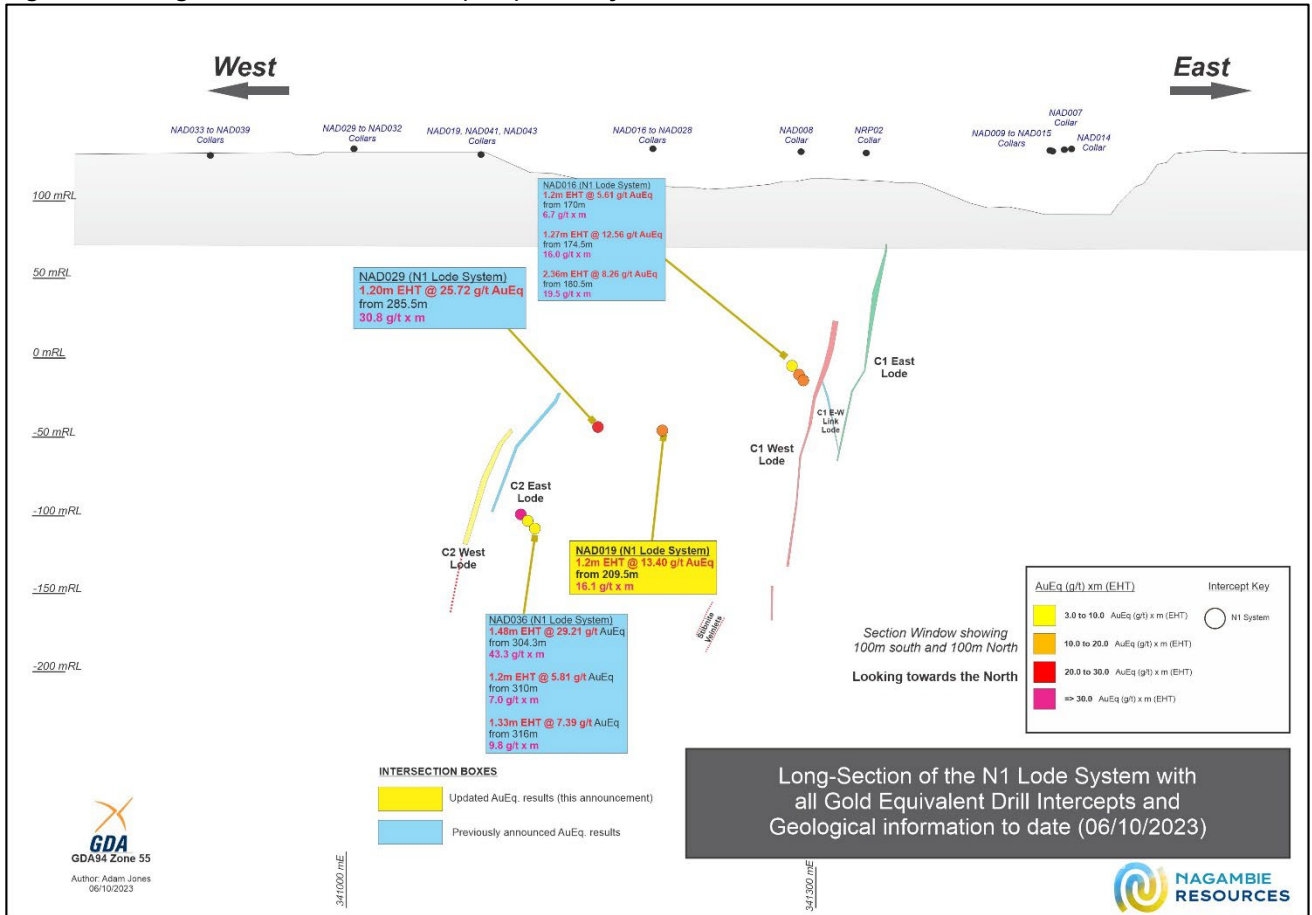 West
East
NAD033 to NAD039
Collars
NAD029 to NAD032
Collars
NAD019, NAD041, NAD043
Collars
NAD016 to NAD028
Collars
NAD008
Collar
NRP02
Collar
NAD009 to NAD015
Collars
NAD007
Collar
NAD014
Collar
100 mRL
50 mRL
0 mRL
-50 mRL
-100 mRL
-150 mRL
-200 mRL
NAD016 (N1 Lode System)
1.2m EHT @ 5.61 g/t AuEq
from 170m
6.7 g/t x m
1.27m EHT @ 12.56 g/t AuEq
from 174.5m
16.0 g/t x m
2.36m EHT @ 8.26 g/t AuEq
from 180.5m
19.5 g/t x m
NAD029 (N1 Lode System)
1.20m EHT @ 25.72 g/t AuEq
from 285.5m
30.8 g/t x m
C1 East
Lode
C1 E-W
Link
Lode
C1 West
Lode
C2 East
Lode
C2 West
Lode
NAD019 (N1 Lode System)
1.2m EHT @ 13.40 g/t AuEq
from 209.5m
16.1 g/t x m
NAD036 (N1 Lode System)
1.48m EHT @ 29.21 g/t AuEq
from 304.3m
43.3 g/t x m
1.2m EHT @ 5.81 g/t AuEq
from 310m
7.0 g/t x m
1.33m EHT @ 7.39 g/t AuEq
from 316m
9.8 g/t x m
Stibnite
Veinlets
Section Window showing
100m south and 100m North
Looking towards the North
AuEq (g/t) xm (EHT)
Intercept Key
3.0 to 10.0 AuEq (g/t) x m (EHT)
N1 System
10.0 to 20.0 AuEq (g/t) x m (EHT)
20.0 to 30.0 AuEq (g/t) x m (EHT)
=> 30.0 AuEq (g/t) x m (EHT)
INTERSECTION BOXES
Updated AuEq. results (this announcement)
Previously announced AuEq. results
Long-Section of the N1 Lode System with
all Gold Equivalent Drill Intercepts and
Geological information to date (06/10/2023)
GDA
GDA94 Zone 55
Author: Adam Jones
06/10/2023
341000 mE
341300 mE
NAGAMBIE
RESOURCES